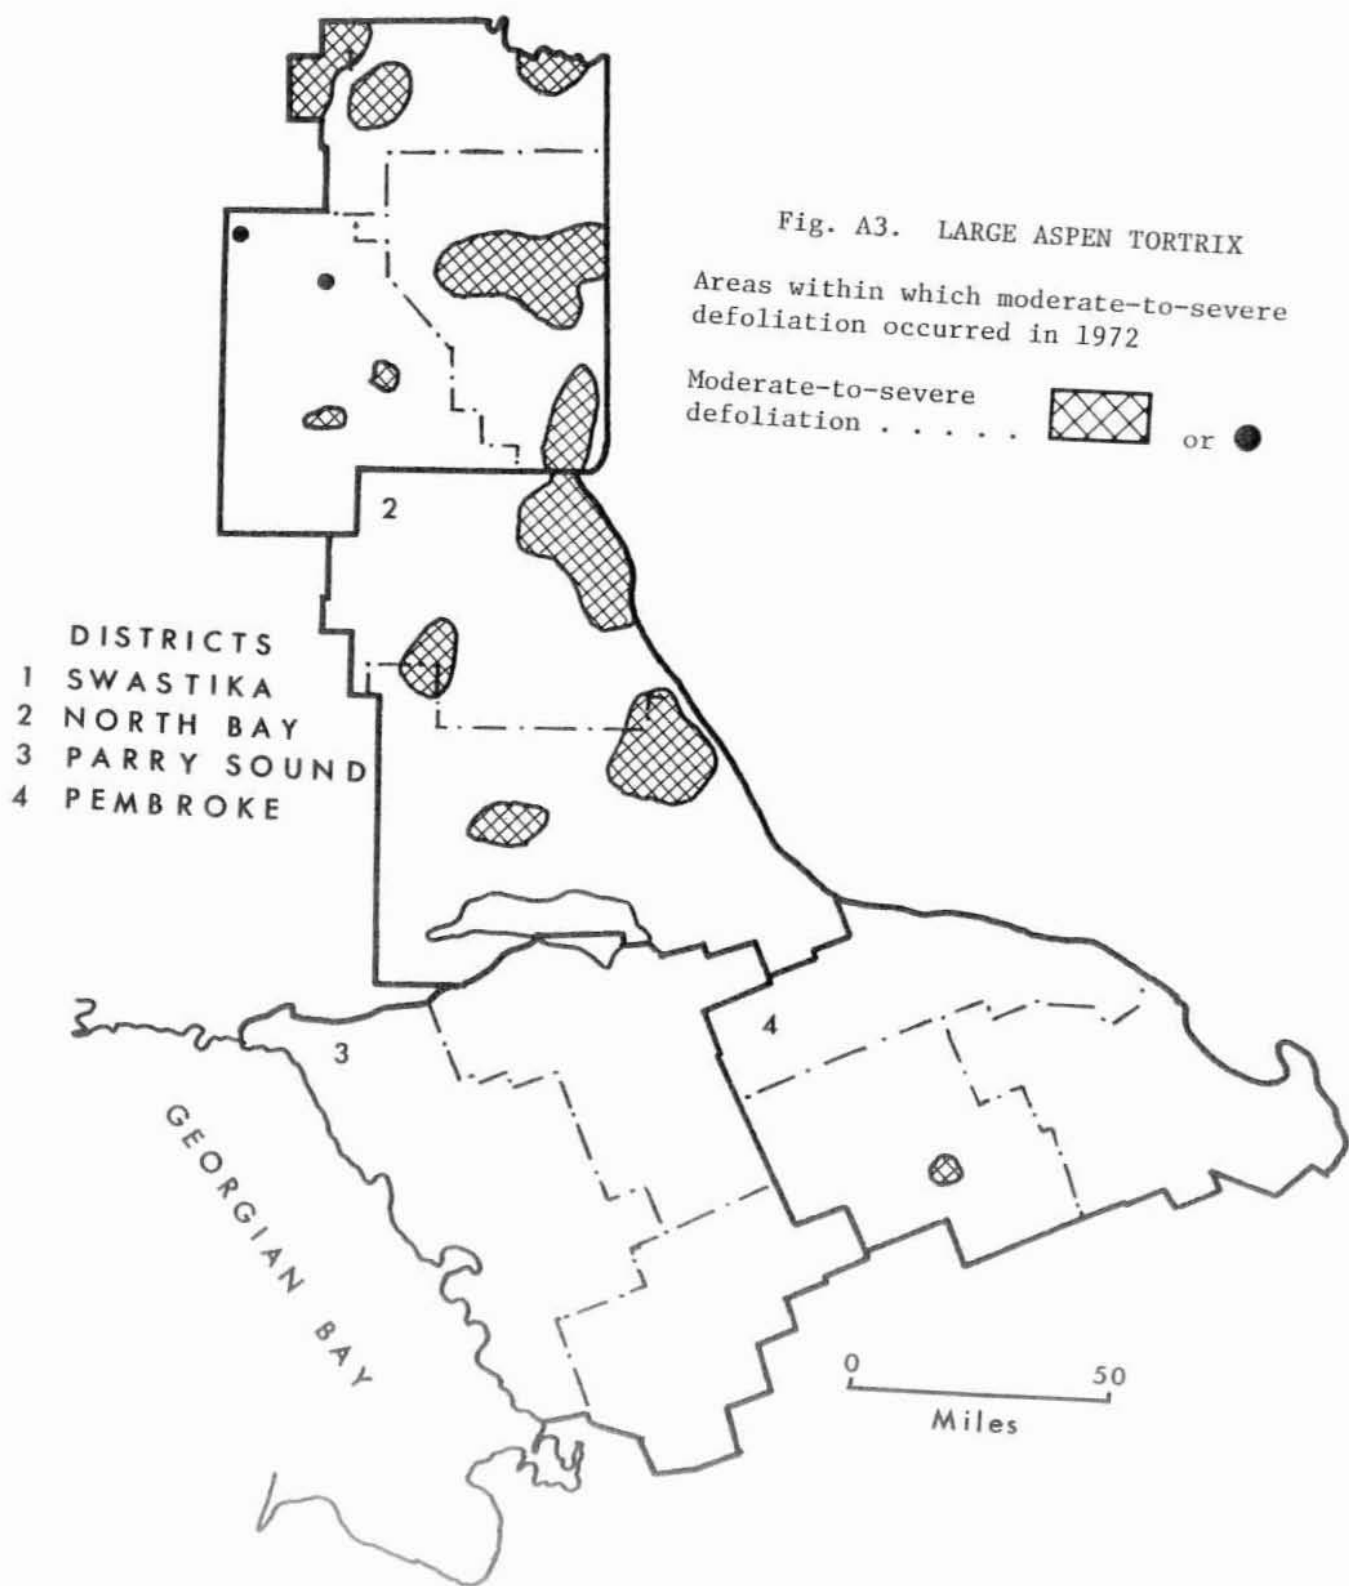 Fig. A3. LARGE ASPEN TORTRIX
Areas within which moderate-to-severe
defoliation occurred in 1972
Moderate-to-severe
defoliation . . . . . or
2
DISTRICTS
1 SWASTIKA
2 NORTH BAY
3 PARRY SOUND
4 PEMBROKE
4
3
GEORGIAN BAY
0 50
Miles